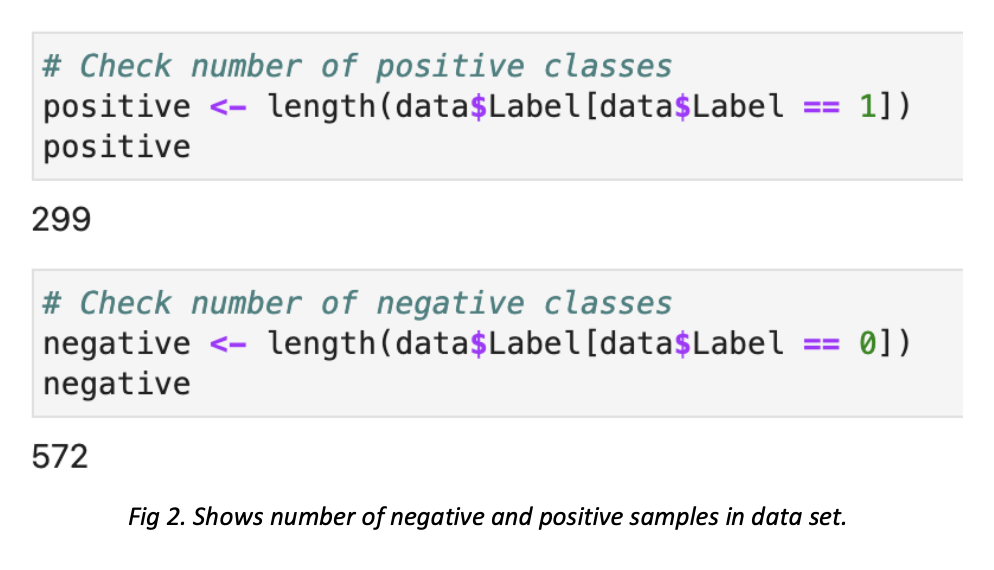 # Check number of positive classes
positive <- length(data$Label[data$Label == 1])
positive
299
# Check number of negative classes
negative <- length(data$Label[data$Label == 0])
negative
572
Fig 2. Shows number of negative and positive samples in data set.